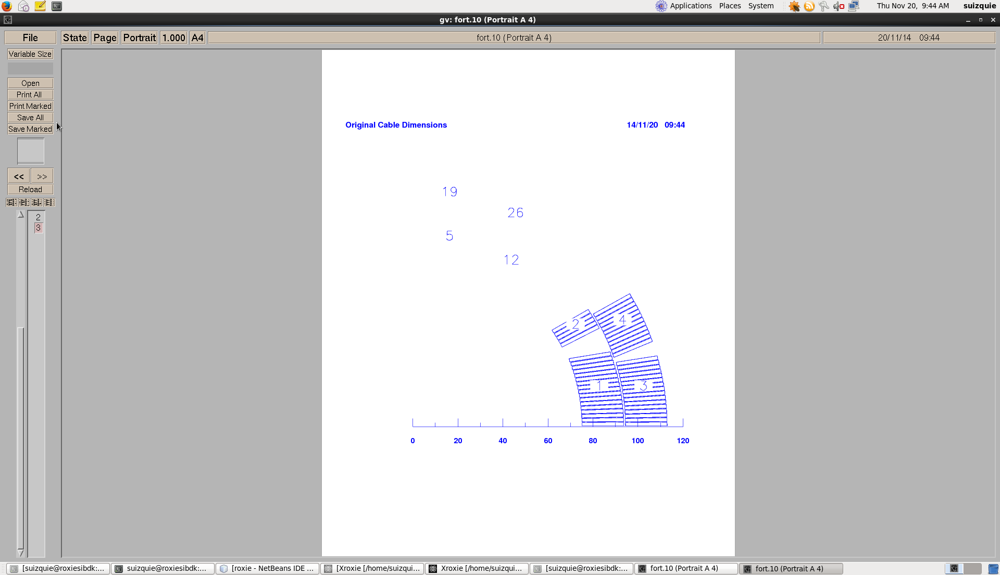 Applications Places System Thu Nov 20, 9:44 AM suizquie
gv: fort.10 (Portrait A 4)
File State Page Portrait 1.000 A4 fort.10 (Portrait A 4) 20/11/14 09:44
Variable Size
Open
Print All
Print Marked
Save All
Save Marked
<< >>
Reload
2
3
Original Cable Dimensions 14/11/20 09:44
19
26
5
12
2 4
1 3
0 20 40 60 80 100 120
[suizquie@roxiesibdk:... suizquie@roxiesibdk:... [roxie - NetBeans IDE ... [Xroxie [/home/suizqui... Xroxie [/home/suizqui... [suizquie@roxiesibdk:... fort.10 (Portrait A 4) fort.10 (Portrait A 4)